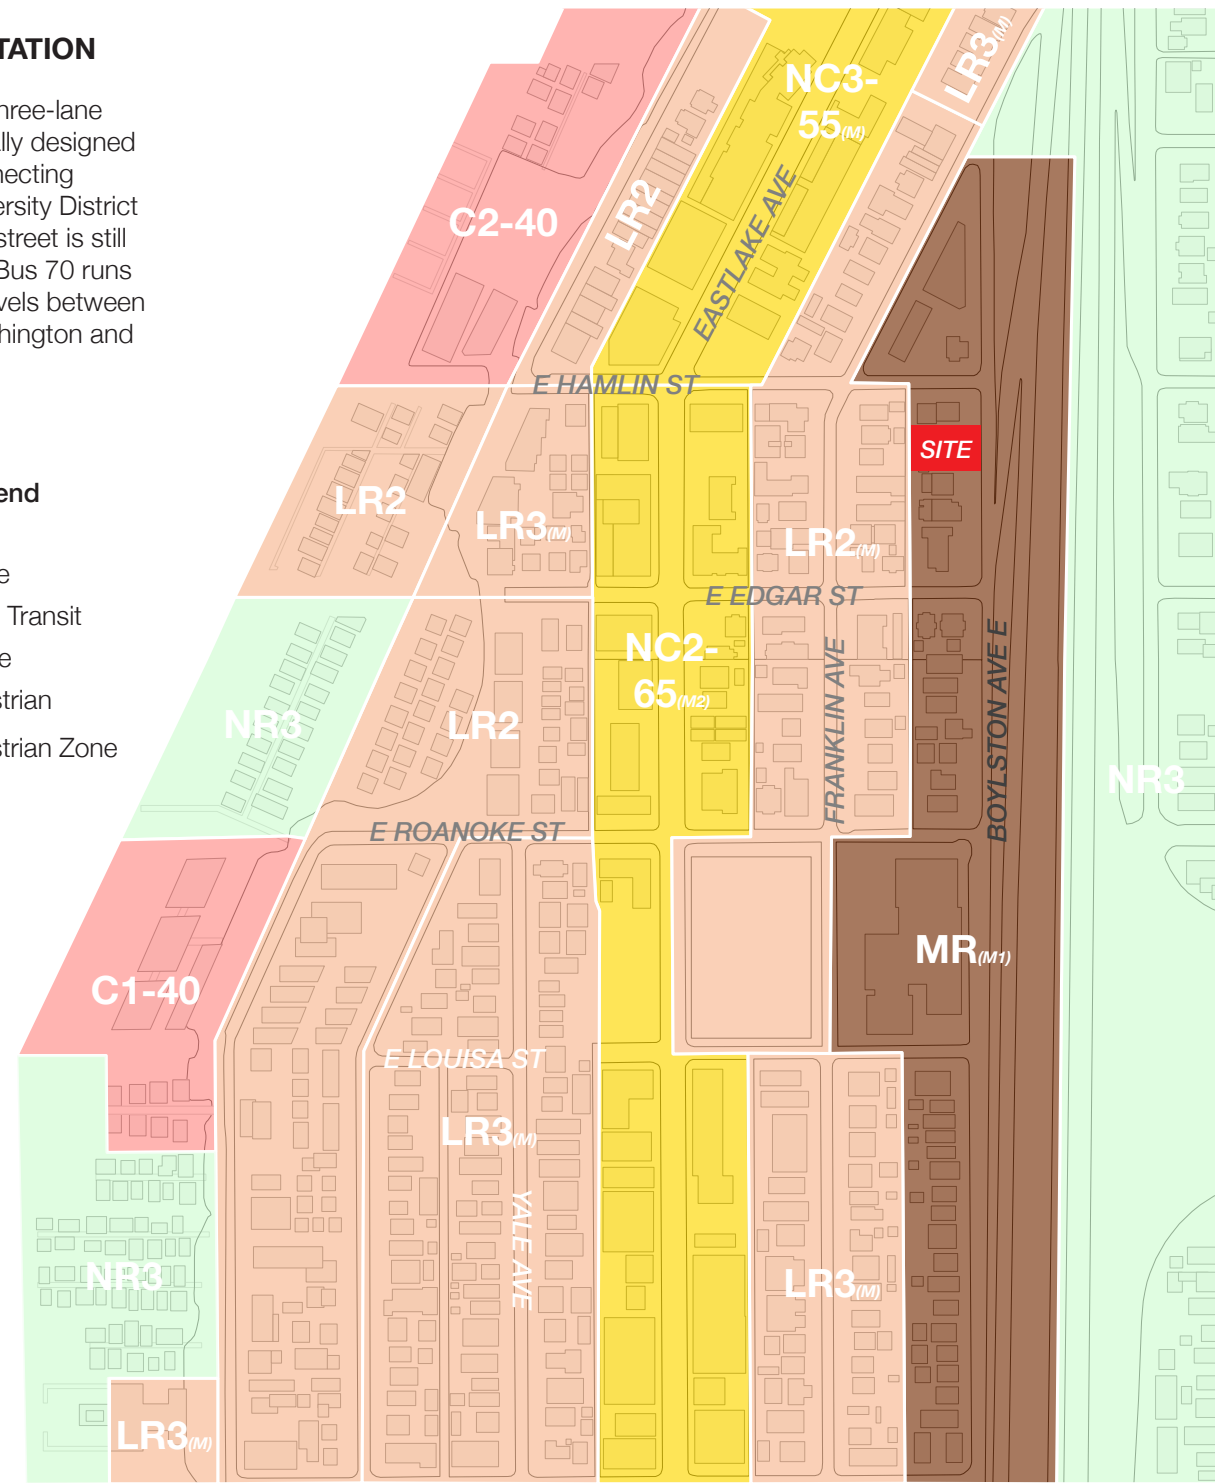 TATION
hree-lane
lly designed
necting
ersity District
street is still
Bus 70 runs
vels between
hington and
end
e
Transit
e
strian
strian Zone
LR3(M)
NC3-
55(M)
LR2
C2-40
EASTLAKE AVE
E HAMLIN ST
SITE
LR2
LR3(M)
LR2(M)
E EDGAR ST
NC2-
65(M2)
FRANKLIN AVE
BOYLSTON AVE E
NR3
LR2
NR3
E ROANOKE ST
MR(M1)
C1-40
E LOUISA ST
LR3(M)
YALE AVE
NR3
LR3(M)
LR3(M)